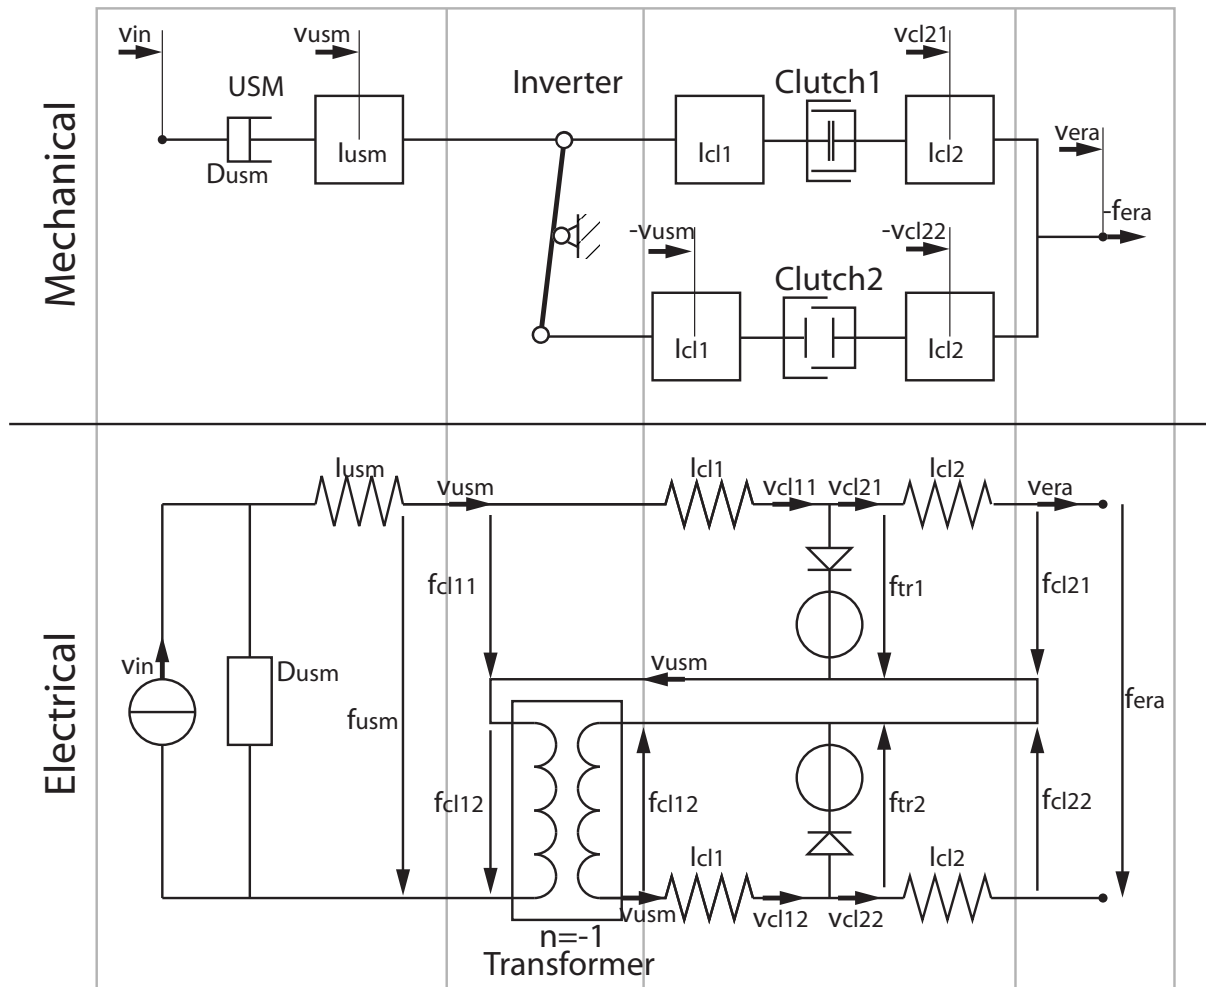 Mechanical
vin
vusm
USM
Dusm
Iusm
Inverter
Icl1
Clutch1
vcl21
Icl2
vera
-fera
-vusm
Icl1
Clutch2
-vcl22
Icl2
Electrical
Iusm
vusm
Icl1
vcl11
vcl21
Icl2
vera
fcl11
ftr1
fcl21
vin
Dusm
fusm
vusm
fera
fcl12
fcl12
ftr2
fcl22
Icl1
Icl2
vusm
vcl12
vcl22
n=-1
Transformer